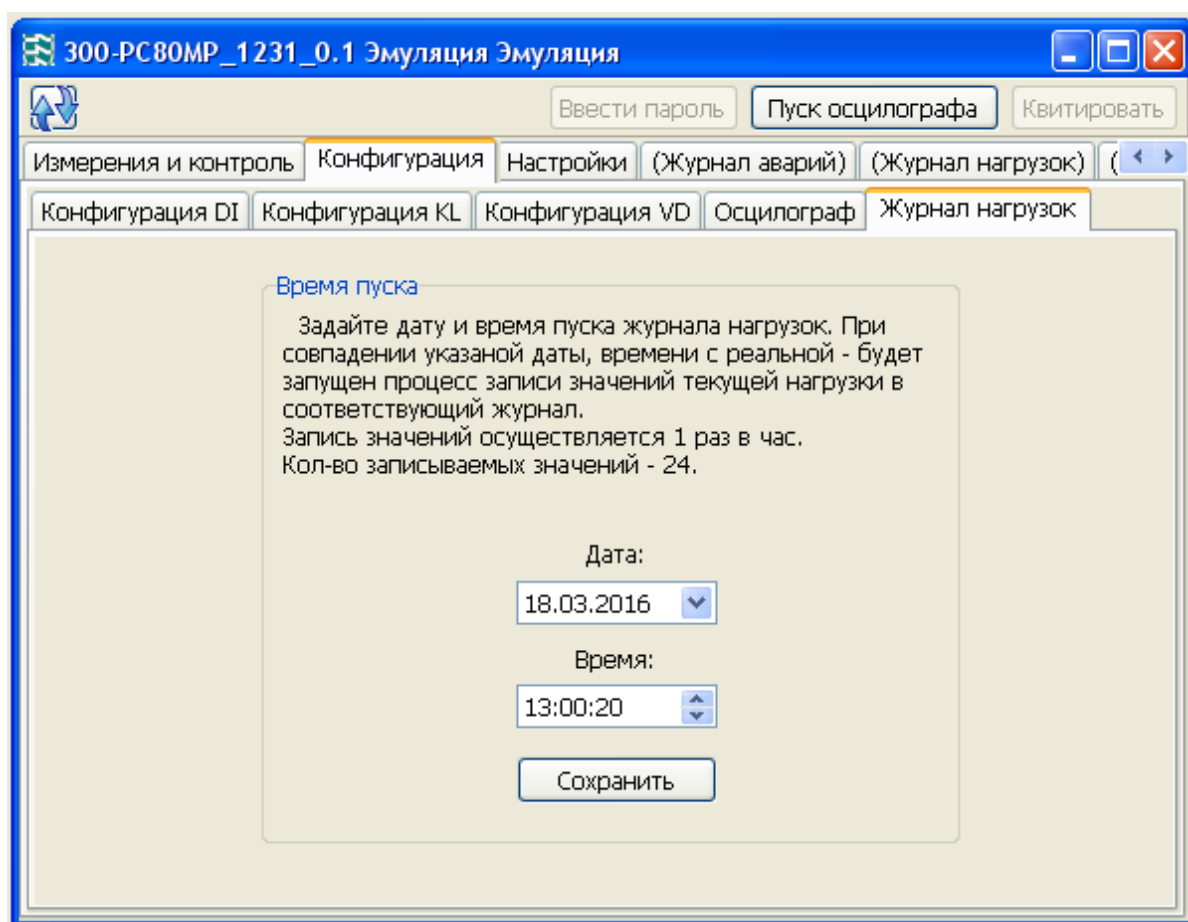 300-РС80МР_1231_0.1 Эмуляция Эмуляция
Ввести пароль Пуск осцилографа Квитировать
Измерения и контроль Конфигурация Настройки (Журнал аварий) (Журнал нагрузок) (
Конфигурация DI Конфигурация KL Конфигурация VD Осцилограф Журнал нагрузок
Время пуска
Задайте дату и время пуска журнала нагрузок. При
совпадении указаной даты, времени с реальной - будет
запущен процесс записи значений текущей нагрузки в
соответствующий журнал.
Запись значений осуществляется 1 раз в час.
Кол-во записываемых значений - 24.
Дата:
18.03.2016
Время:
13:00:20
Сохранить